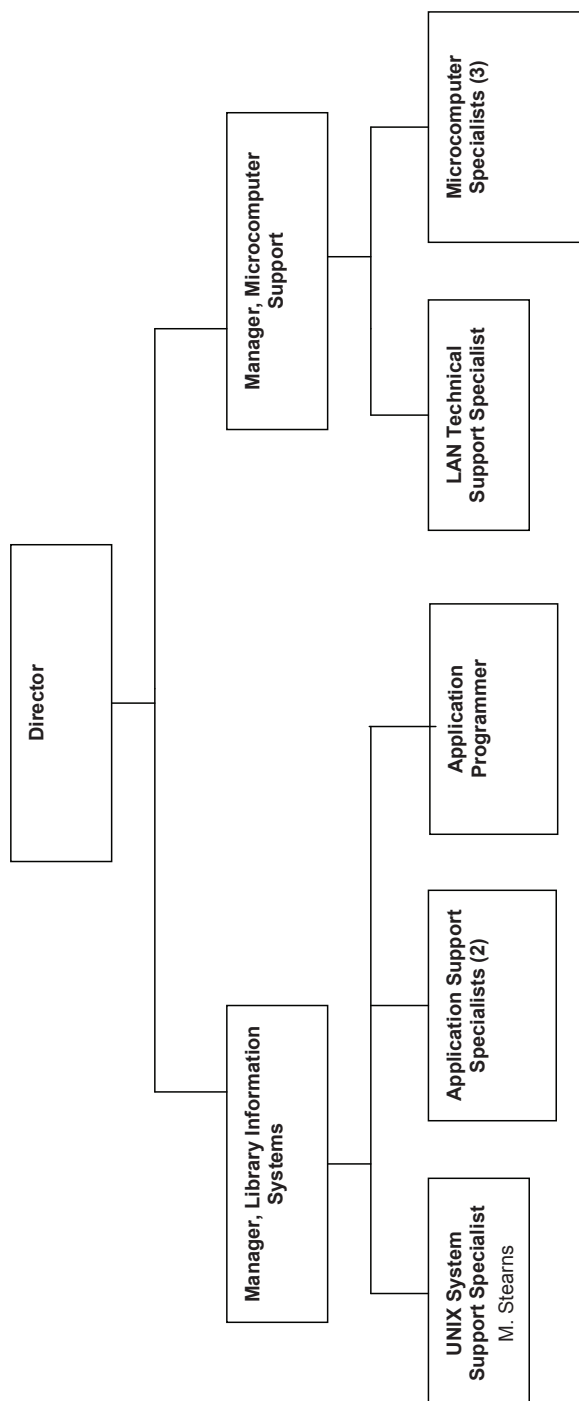 Director
Manager, Library Information
Systems
Manager, Microcomputer
Support
UNIX System
Support Specialist
M. Stearns
Application Support
Specialists (2)
Application
Programmer
LAN Technical
Support Specialist
Microcomputer
Specialists (3)